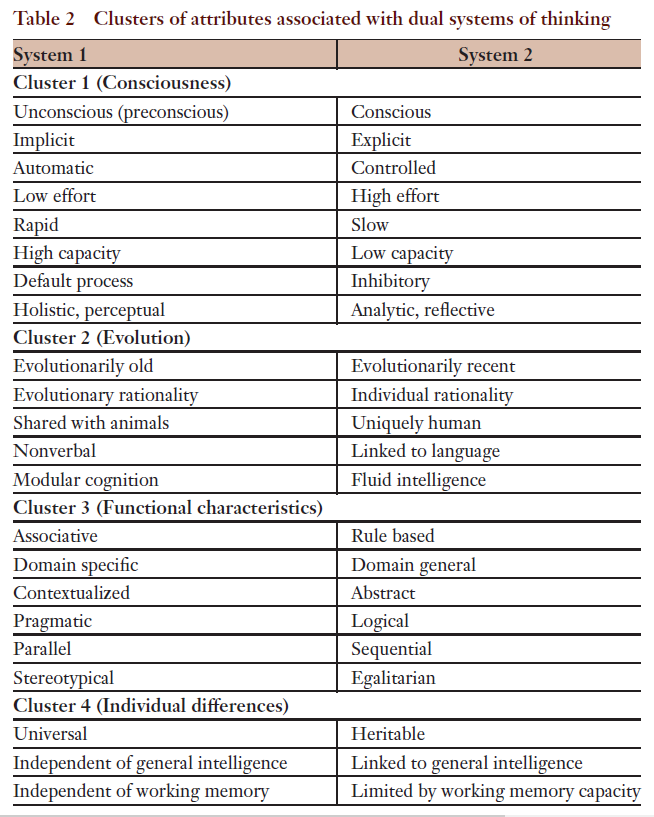 Table 2 Clusters of attributes associated with dual systems of thinking
System 1 System 2
Cluster 1 (Consciousness)
Unconscious (preconscious) Conscious
Implicit Explicit
Automatic Controlled
Low effort High effort
Rapid Slow
High capacity Low capacity
Default process Inhibitory
Holistic, perceptual Analytic, reflective
Cluster 2 (Evolution)
Evolutionarily old Evolutionarily recent
Evolutionary rationality Individual rationality
Shared with animals Uniquely human
Nonverbal Linked to language
Modular cognition Fluid intelligence
Cluster 3 (Functional characteristics)
Associative Rule based
Domain specific Domain general
Contextualized Abstract
Pragmatic Logical
Parallel Sequential
Stereotypical Egalitarian
Cluster 4 (Individual differences)
Universal Heritable
Independent of general intelligence Linked to general intelligence
Independent of working memory Limited by working memory capacity